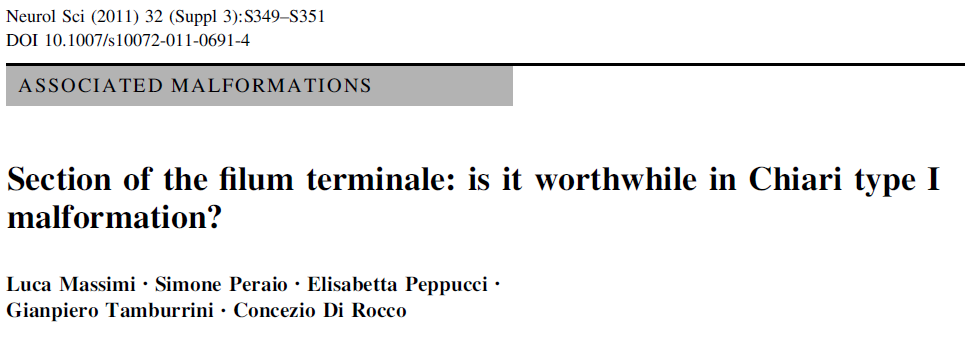 Neurol Sci (2011) 32 (Suppl 3):S349–S351
DOI 10.1007/s10072-011-0691-4
ASSOCIATED MALFORMATIONS
Section of the filum terminale: is it worthwhile in Chiari type I
malformation?
Luca Massimi · Simone Peraio · Elisabetta Peppucci ·
Gianpiero Tamburrini · Concezio Di Rocco